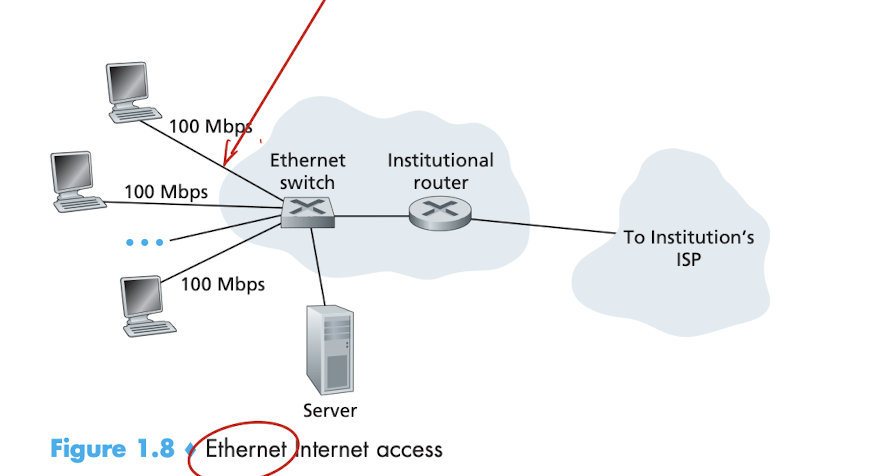 100 Mbps
Ethernet
switch
Institutional
router
100 Mbps
To Institution's
ISP
100 Mbps
Server
Figure 1.8 ♦ Ethernet Internet access